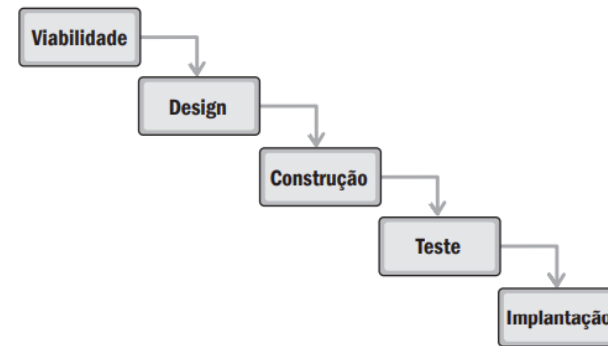 Viabilidade
Design
Construção
Teste
Implantação